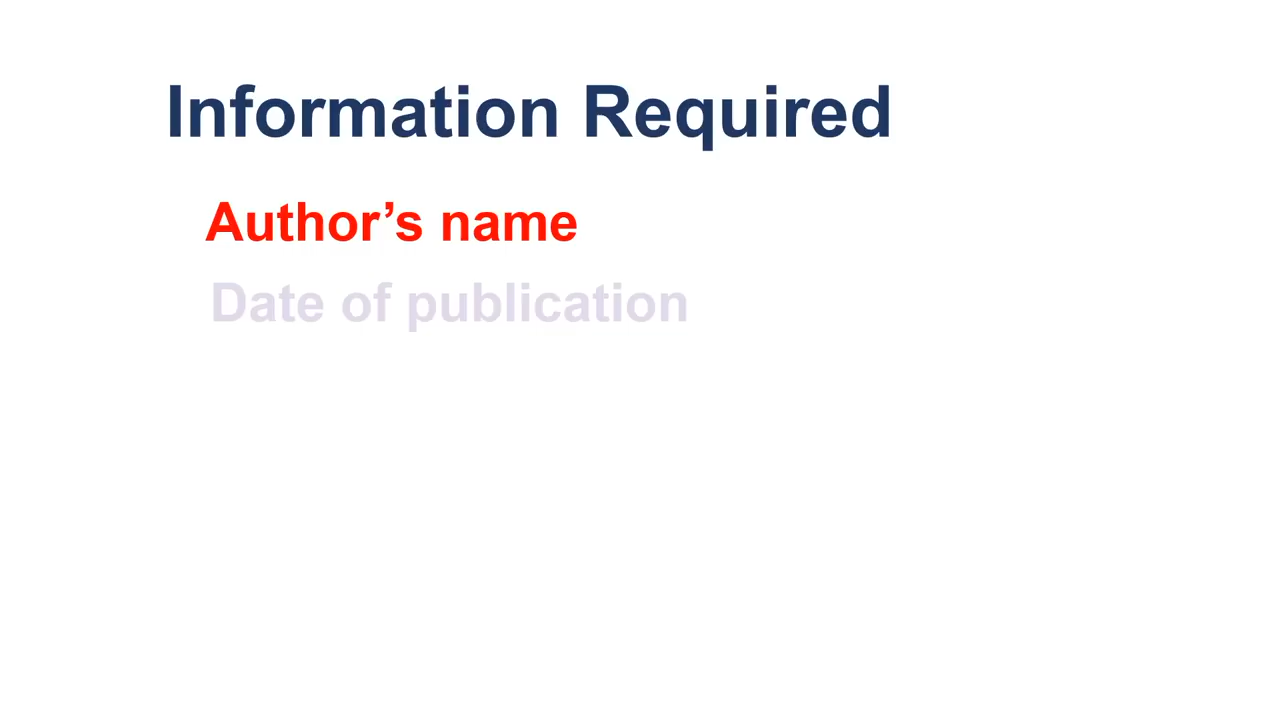 Information Required
Author’s name
Date of publication